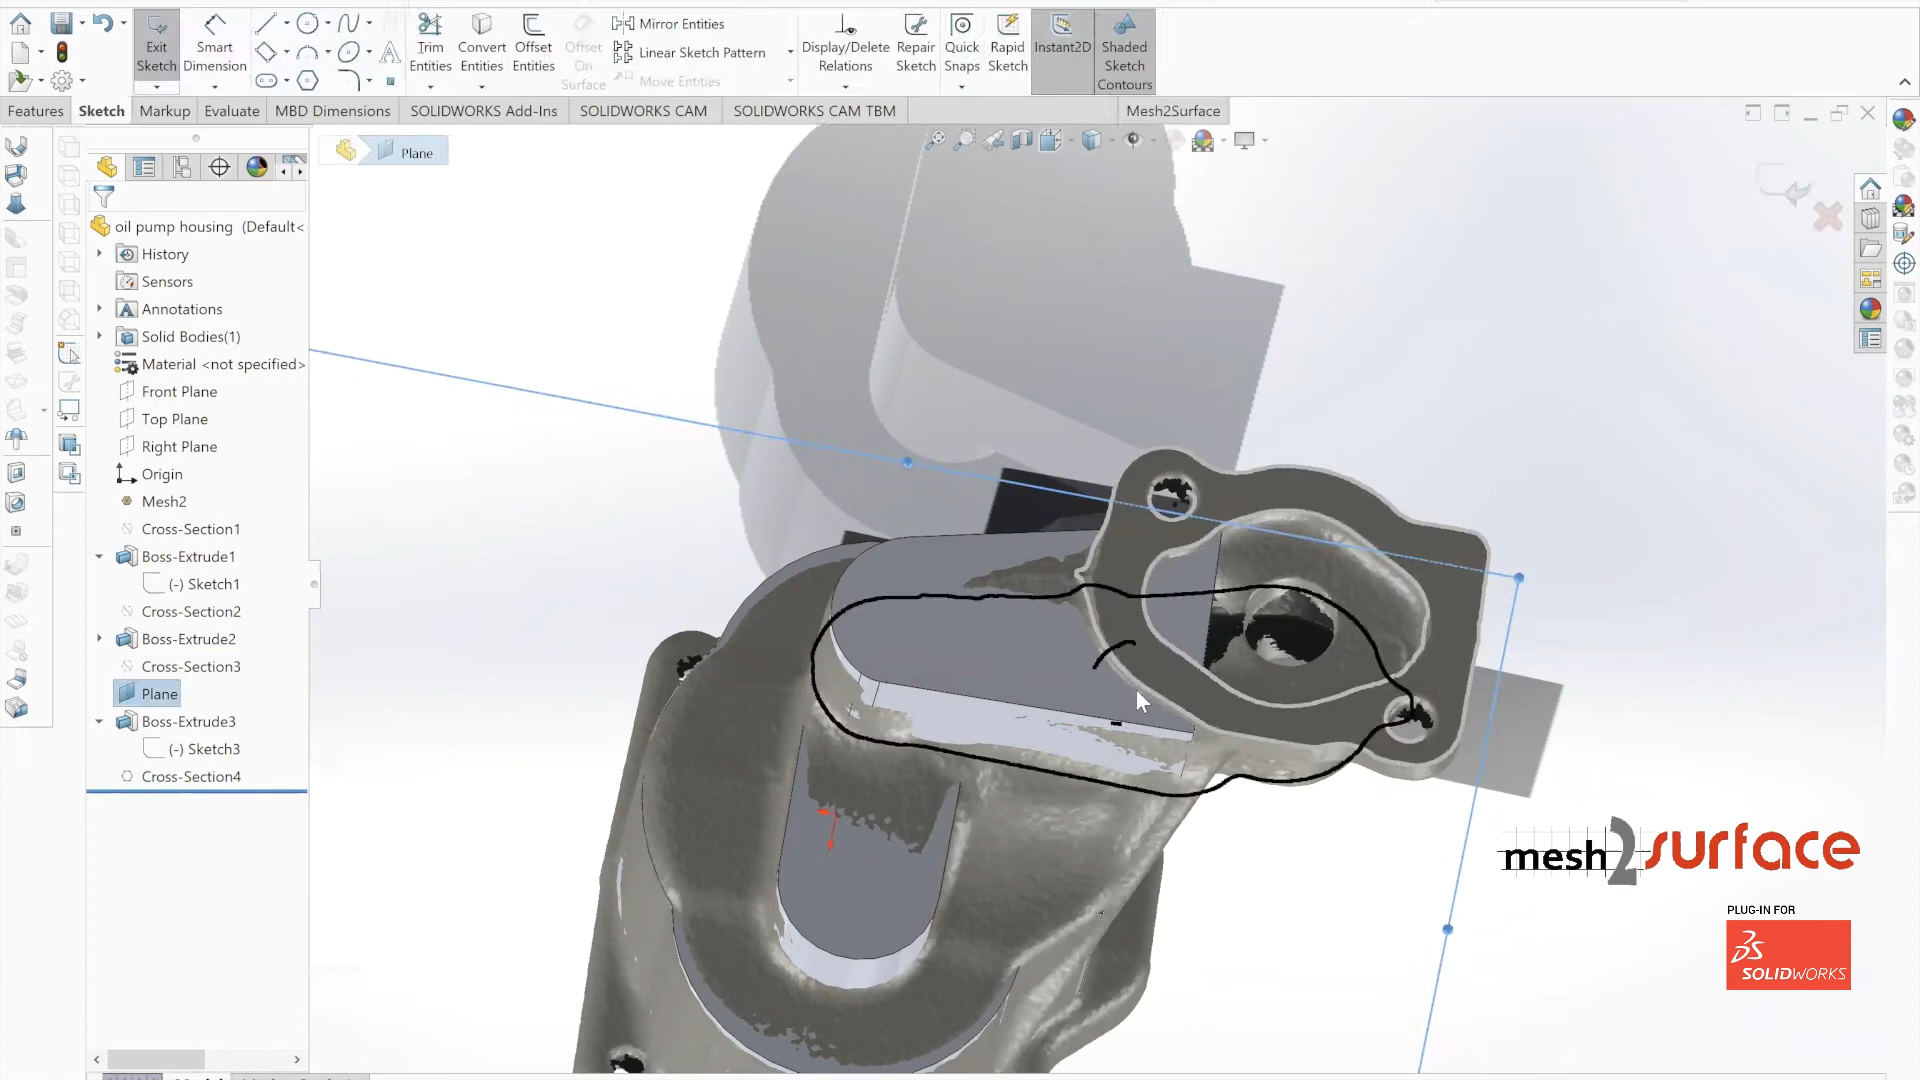 Exit Sketch
Smart Dimension
Trim Entities
Convert Entities
Offset Entities
Offset On Surface
Mirror Entities
Linear Sketch Pattern
Move Entities
Display/Delete Relations
Repair Sketch
Quick Snaps
Rapid Sketch
Instant2D
Shaded Sketch Contours
Features
Sketch
Markup
Evaluate
MBD Dimensions
SOLIDWORKS Add-Ins
SOLIDWORKS CAM
SOLIDWORKS CAM TBM
Mesh2Surface
Plane
oil pump housing (Default<
History
Sensors
Annotations
Solid Bodies(1)
Material <not specified>
Front Plane
Top Plane
Right Plane
Origin
Mesh2
Cross-Section1
Boss-Extrude1
(-) Sketch1
Cross-Section2
Boss-Extrude2
Cross-Section3
Plane
Boss-Extrude3
(-) Sketch3
Cross-Section4
mesh2surface
PLUG-IN FOR
SOLIDWORKS